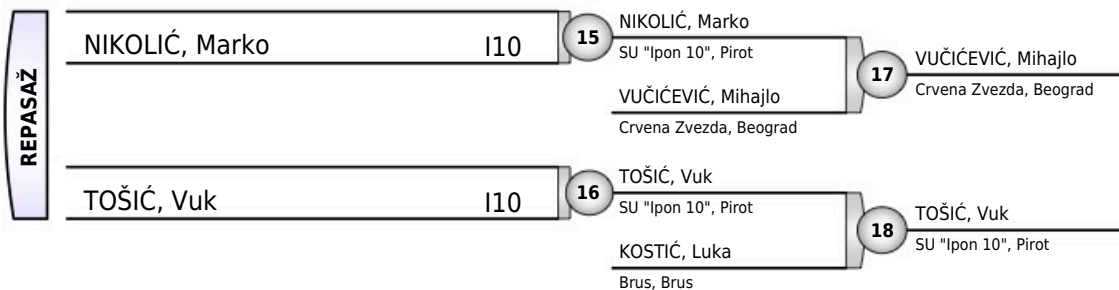 REPASAŽ
NIKOLIĆ, Marko I10
15
NIKOLIĆ, Marko
SU "Ipon 10", Pirot
VUČIĆEVIĆ, Mihajlo
Crvena Zvezda, Beograd
17
VUČIĆEVIĆ, Mihajlo
Crvena Zvezda, Beograd
TOŠIĆ, Vuk I10
16
TOŠIĆ, Vuk
SU "Ipon 10", Pirot
KOSTIĆ, Luka
Brus, Brus
18
TOŠIĆ, Vuk
SU "Ipon 10", Pirot